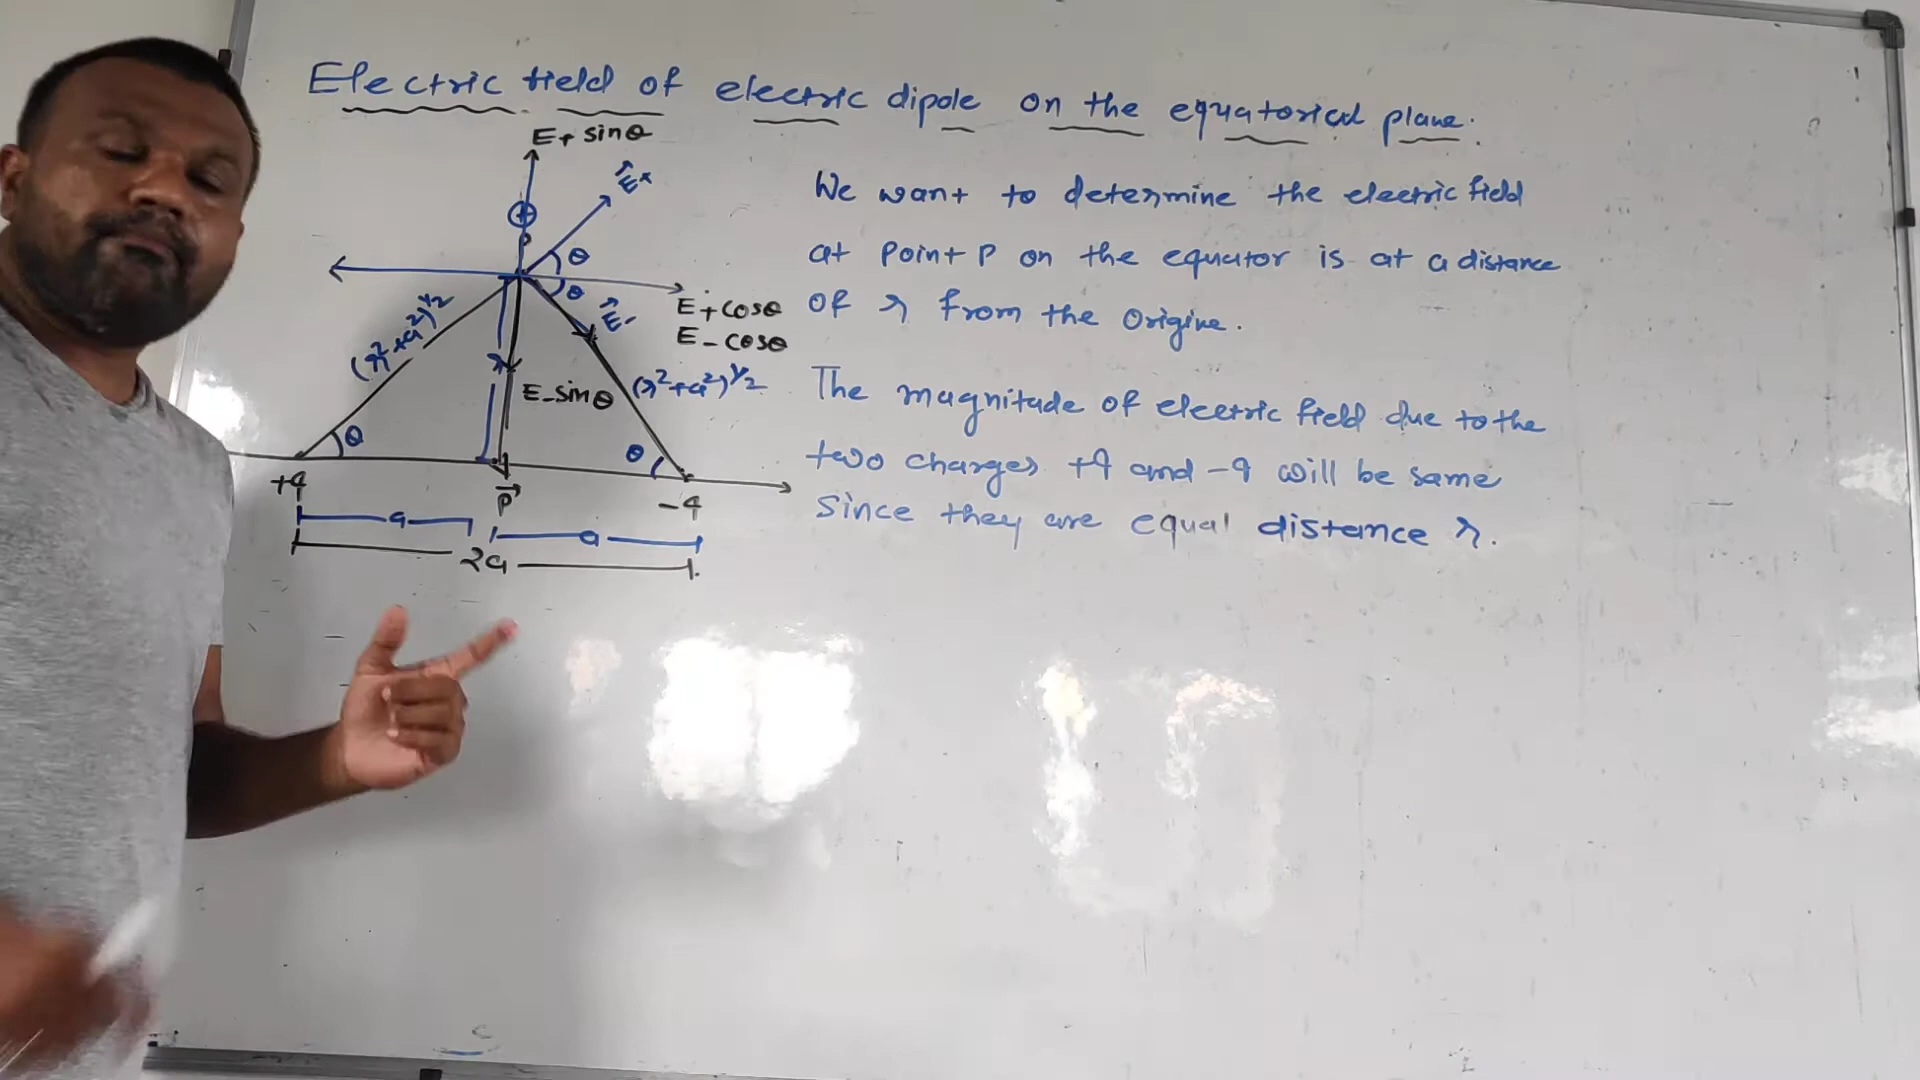 Electric field of electric dipole on the equatorical plane.
E+ sinθ
E+
P
θ
θ
E-
E+cosθ
E-cosθ
(r²+a²)^1/2
r
E-sinθ
(r²+a²)^1/2
θ
θ
+q
P
-q
a
a
2a
We want to determine the electric field
at point P on the equator is at a distance
of r from the origine.
The magnitude of electric field due to the
two charges +q and -q will be same
since they are equal distance r.